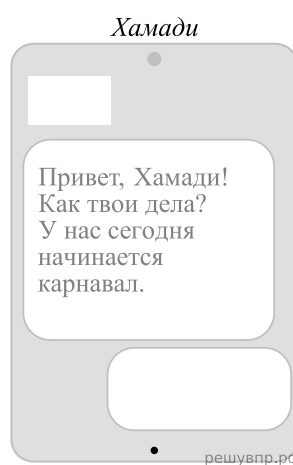 Хамади
Привет, Хамади!
Как твои дела?
У нас сегодня
начинается
карнавал.
решувпр.рф